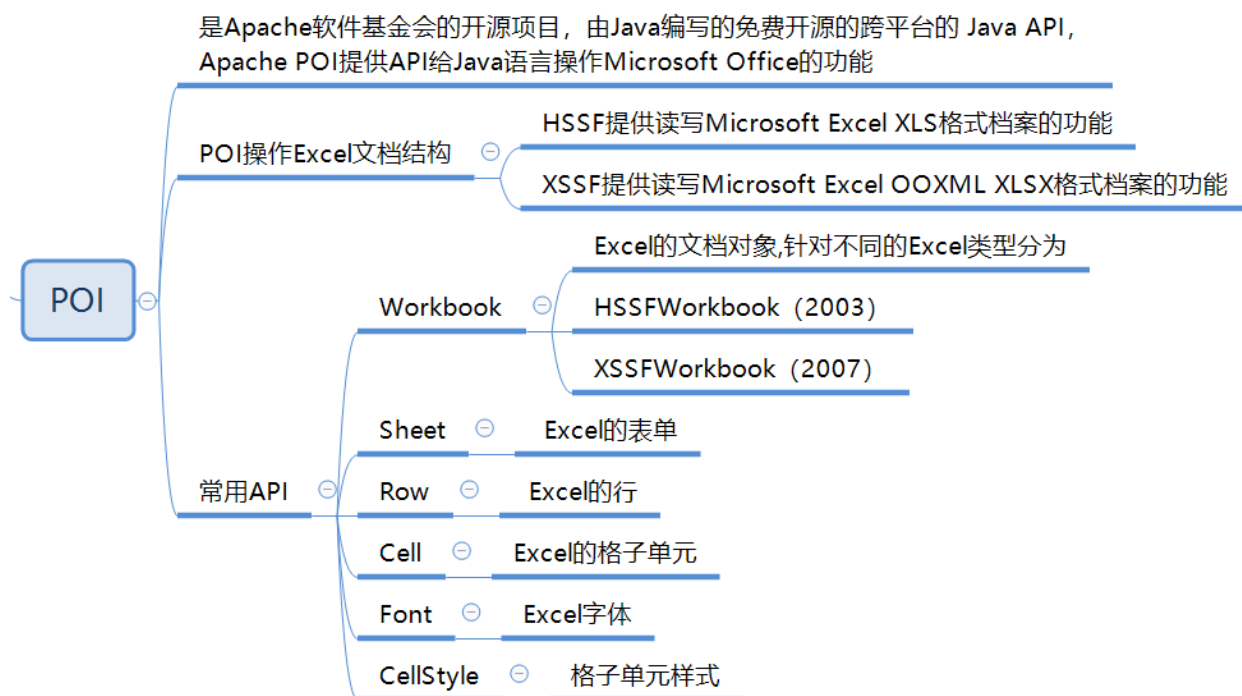 是Apache软件基金会的开源项目，由Java编写的免费开源的跨平台的 Java API，
Apache POI提供API给Java语言操作Microsoft Office的功能
POI操作Excel文档结构
HSSF提供读写Microsoft Excel XLS格式档案的功能
XSSF提供读写Microsoft Excel OOXML XLSX格式档案的功能
POI
常用API
Workbook
Excel的文档对象,针对不同的Excel类型分为
HSSFWorkbook（2003）
XSSFWorkbook（2007）
Sheet
Excel的表单
Row
Excel的行
Cell
Excel的格子单元
Font
Excel字体
CellStyle
格子单元样式